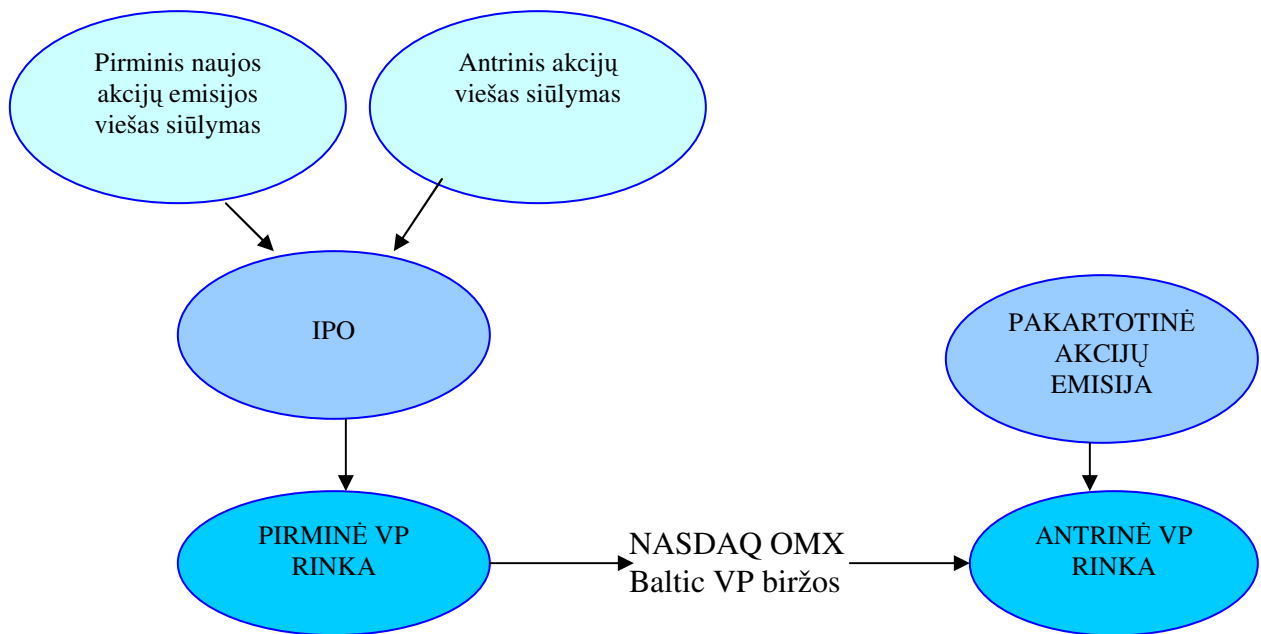 Pirminis naujos
akcijų emisijos
viešas siūlymas
Antrinis akcijų
viešas siūlymas
IPO
PAKARTOTINĖ
AKCIJŲ
EMISIJA
PIRMINĖ VP
RINKA
NASDAQ OMX
Baltic VP biržos
ANTRINĖ VP
RINKA